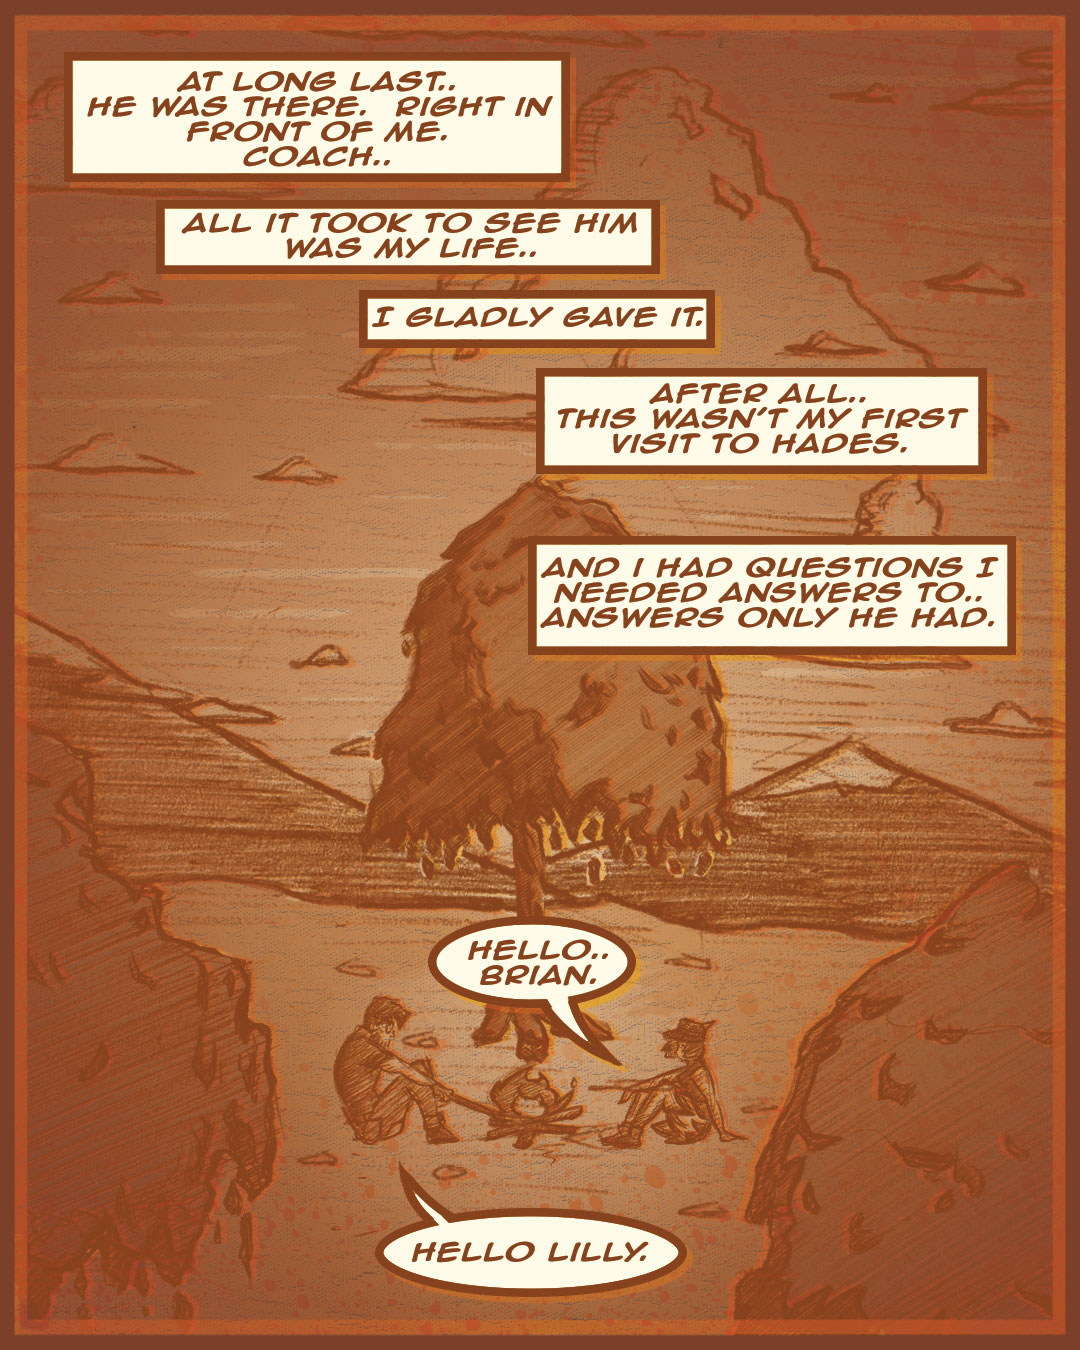 AT LONG LAST..
HE WAS THERE. RIGHT IN
FRONT OF ME.
COACH..
ALL IT TOOK TO SEE HIM
WAS MY LIFE..
I GLADLY GAVE IT.
AFTER ALL..
THIS WASN'T MY FIRST
VISIT TO HADES.
AND I HAD QUESTIONS I
NEEDED ANSWERS TO..
ANSWERS ONLY HE HAD.
HELLO..
BRIAN.
HELLO LILLY.